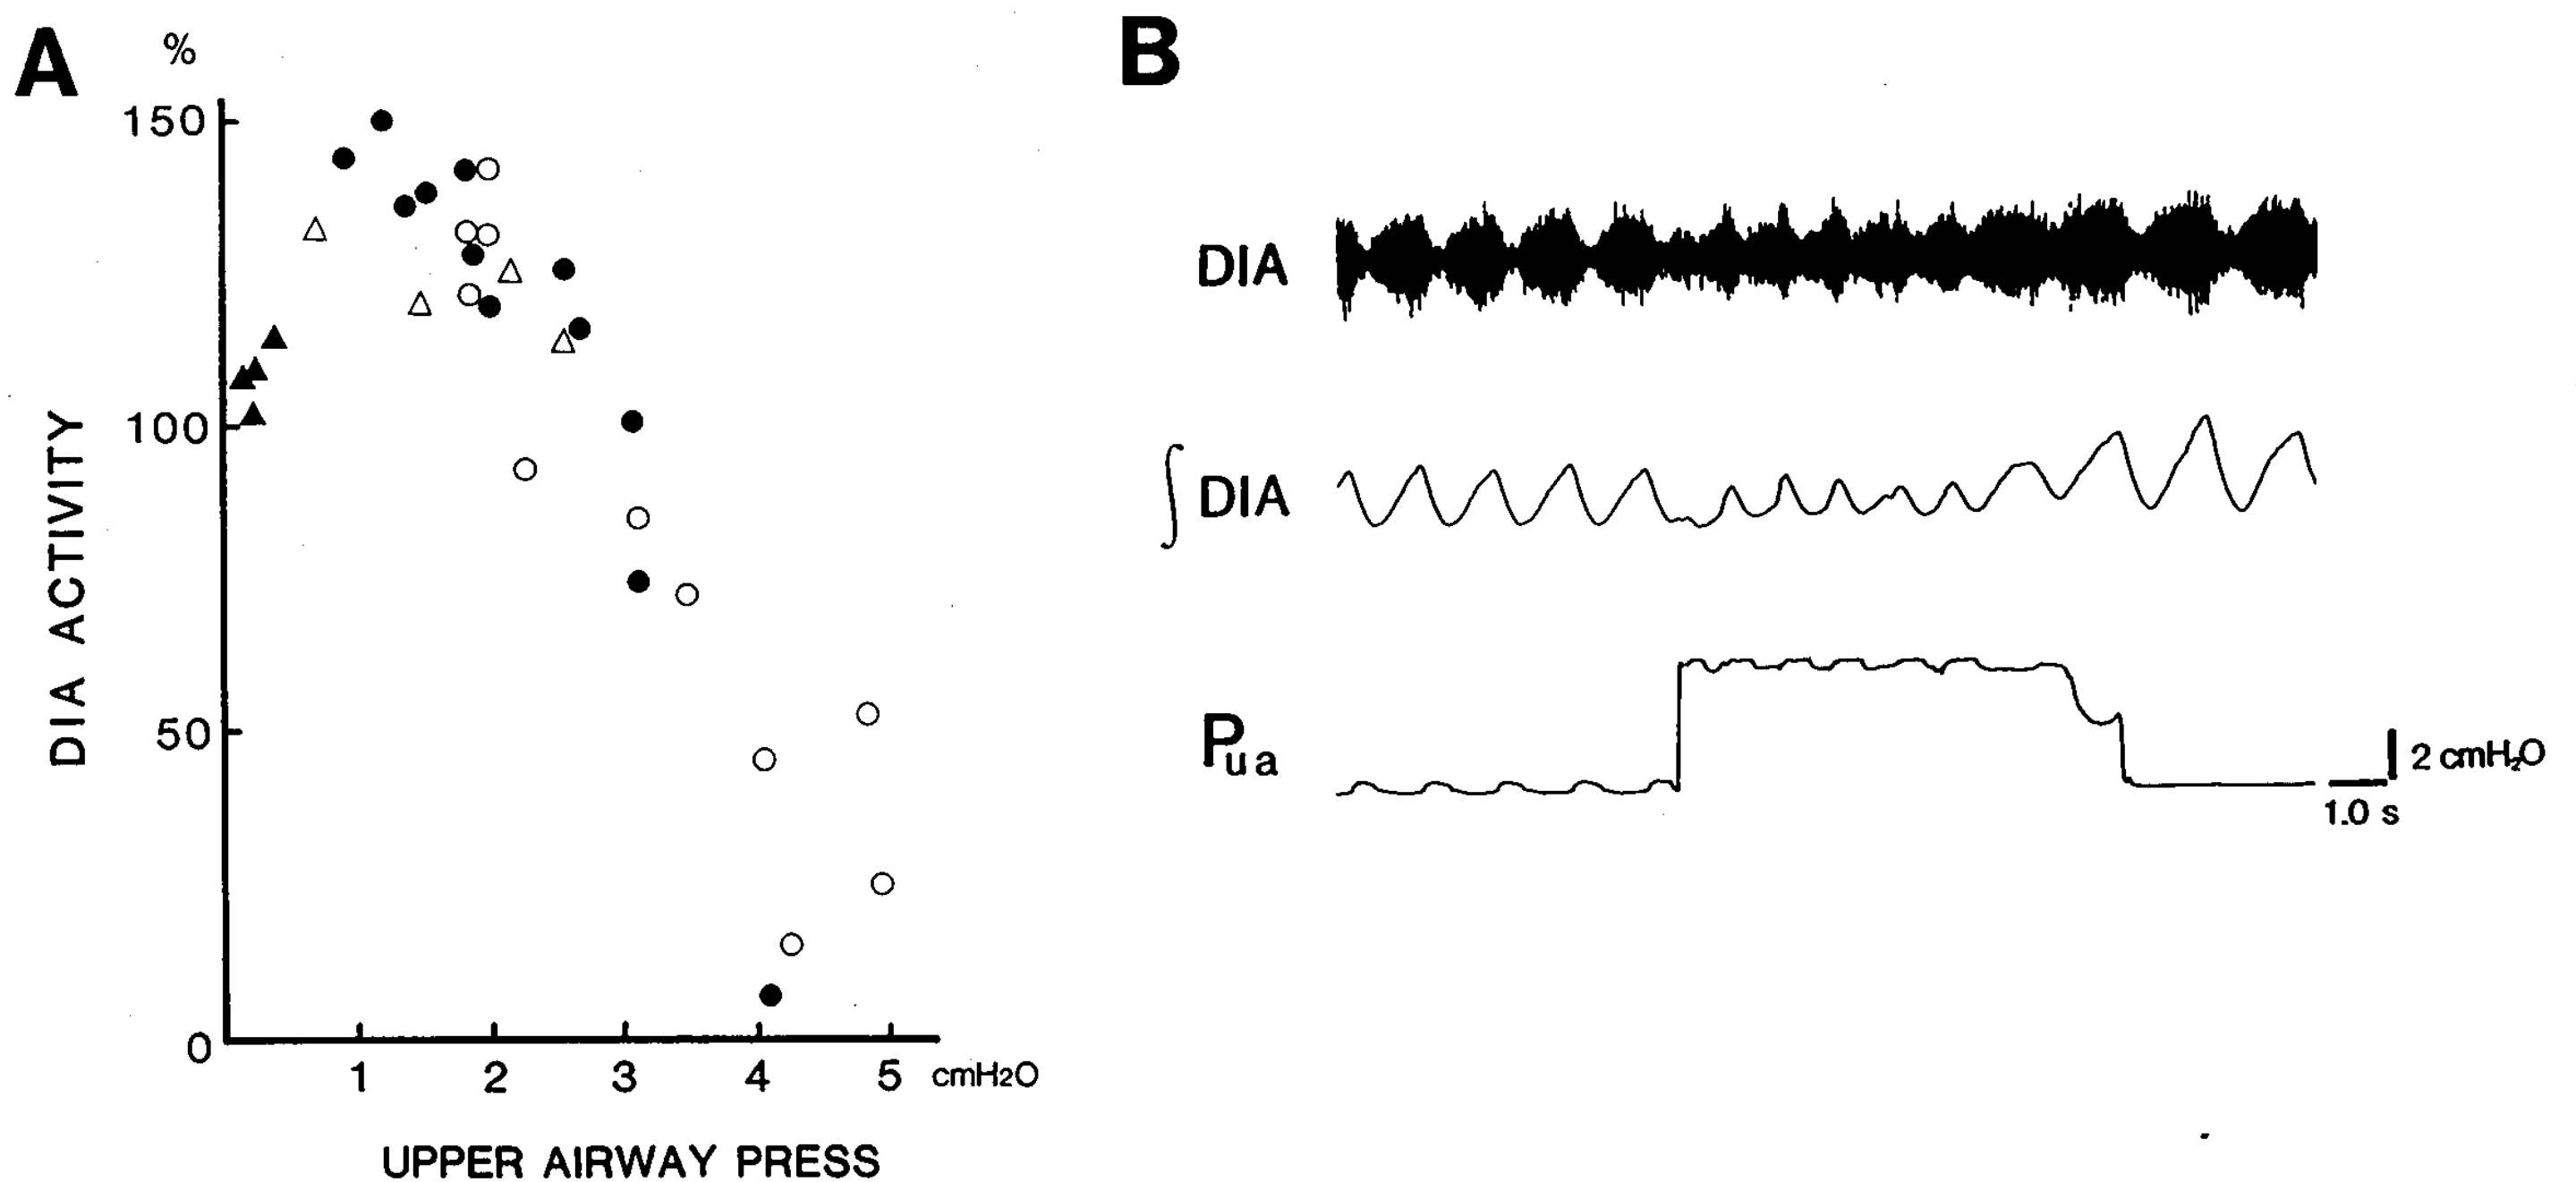 A
%
150
100
50
0
DIA ACTIVITY
1 2 3 4 5 cmH2O
UPPER AIRWAY PRESS
B
DIA
∫ DIA
Pua
2 cmH2O
1.0 s